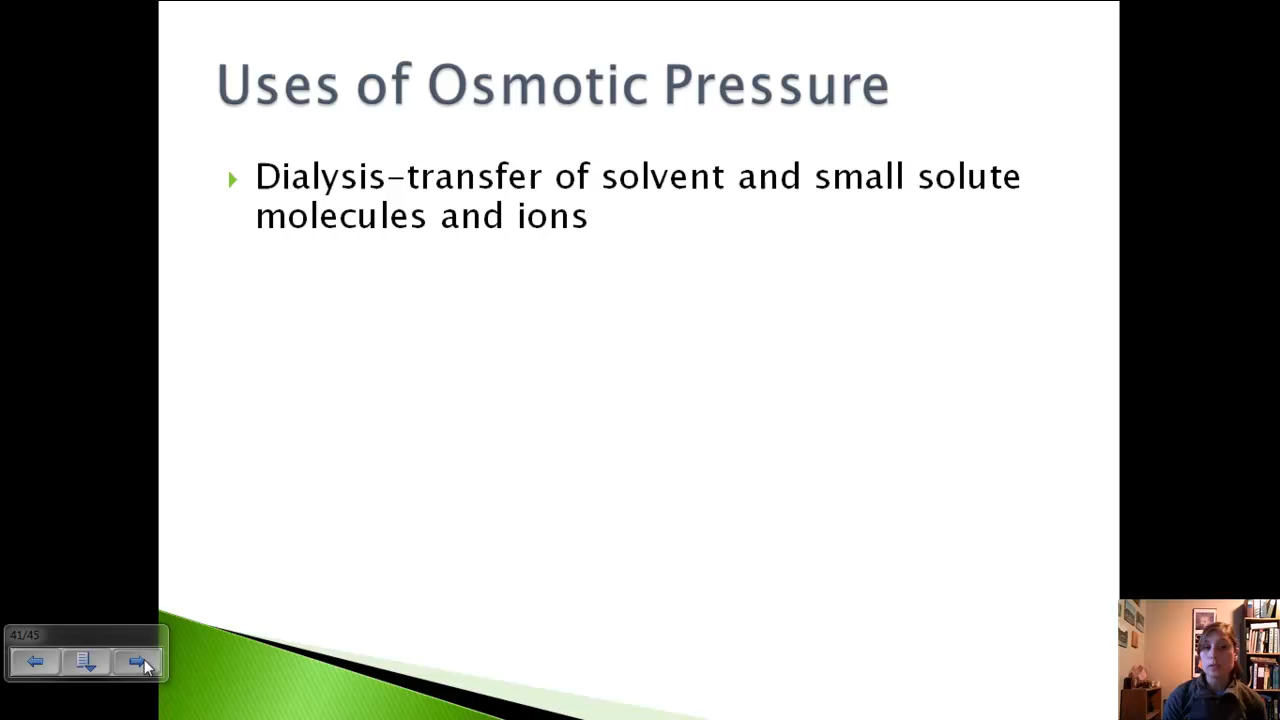 Uses of Osmotic Pressure
Dialysis-transfer of solvent and small solute
molecules and ions
41/45